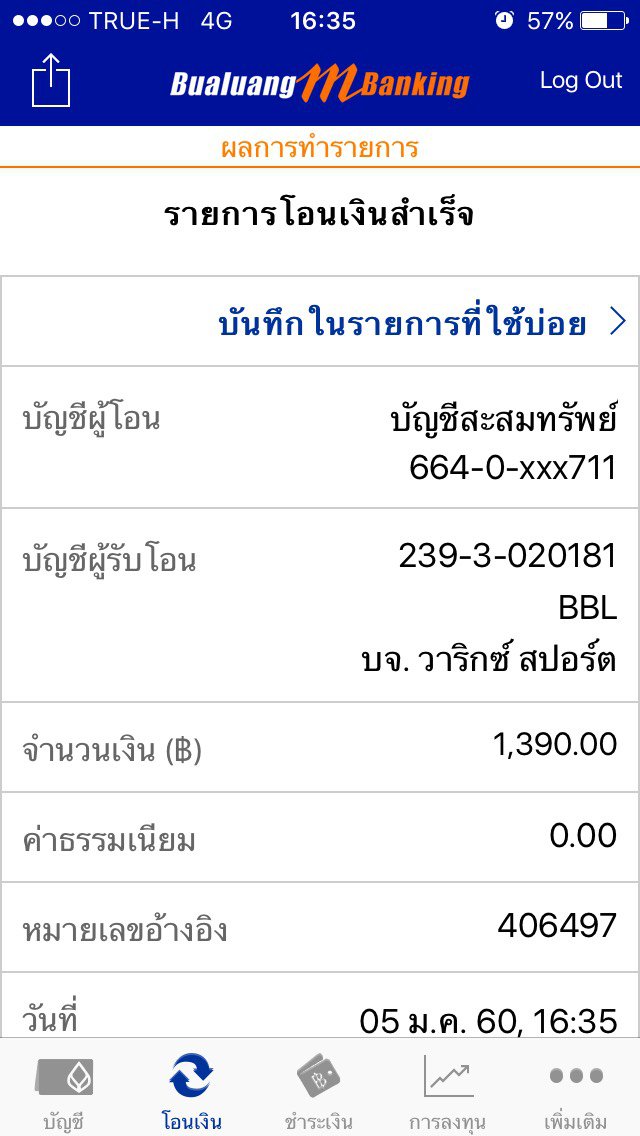 TRUE-H 4G 16:35 57%
Bualuang mBanking Log Out
ผลการทำรายการ
รายการโอนเงินสำเร็จ
บันทึกในรายการที่ใช้บ่อย
บัญชีผู้โอน บัญชีสะสมทรัพย์
664-0-xxx711
บัญชีผู้รับโอน 239-3-020181
BBL
บจ. วาริกซ์ สปอร์ต
จำนวนเงิน (฿) 1,390.00
ค่าธรรมเนียม 0.00
หมายเลขอ้างอิง 406497
วันที่ 05 ม.ค. 60, 16:35
บัญชี โอนเงิน ชำระเงิน การลงทุน เพิ่มเติม